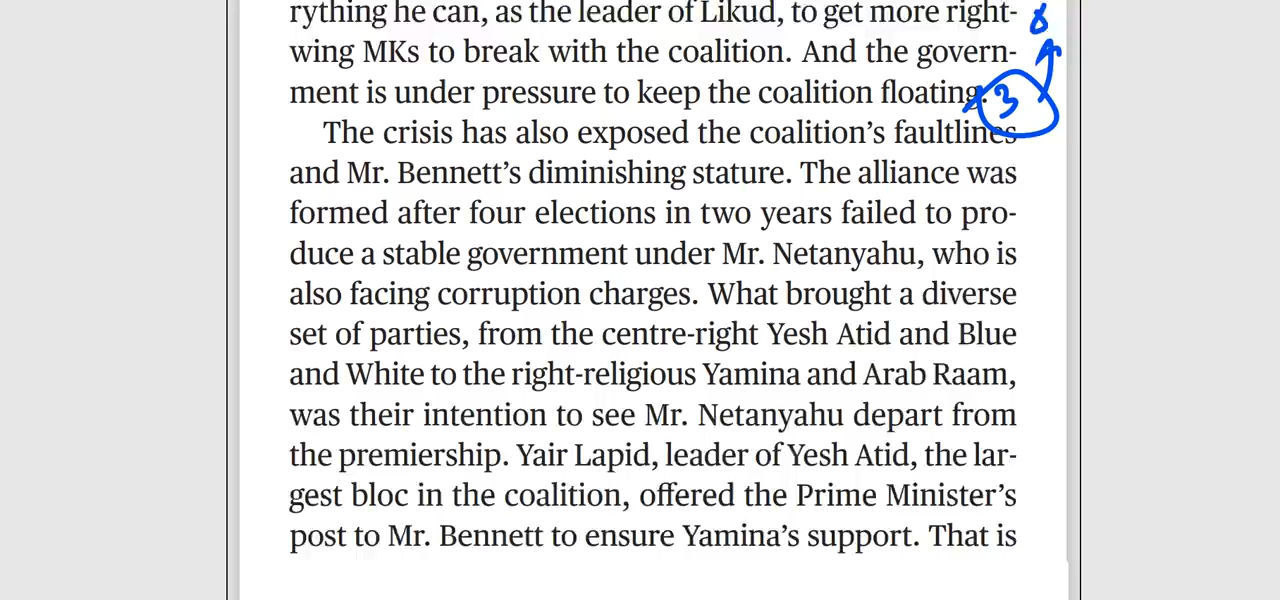 rything he can, as the leader of Likud, to get more right-
wing MKs to break with the coalition. And the govern-
ment is under pressure to keep the coalition floating.
3
The crisis has also exposed the coalition's faultlines
and Mr. Bennett's diminishing stature. The alliance was
formed after four elections in two years failed to pro-
duce a stable government under Mr. Netanyahu, who is
also facing corruption charges. What brought a diverse
set of parties, from the centre-right Yesh Atid and Blue
and White to the right-religious Yamina and Arab Raam,
was their intention to see Mr. Netanyahu depart from
the premiership. Yair Lapid, leader of Yesh Atid, the lar-
gest bloc in the coalition, offered the Prime Minister's
post to Mr. Bennett to ensure Yamina's support. That is